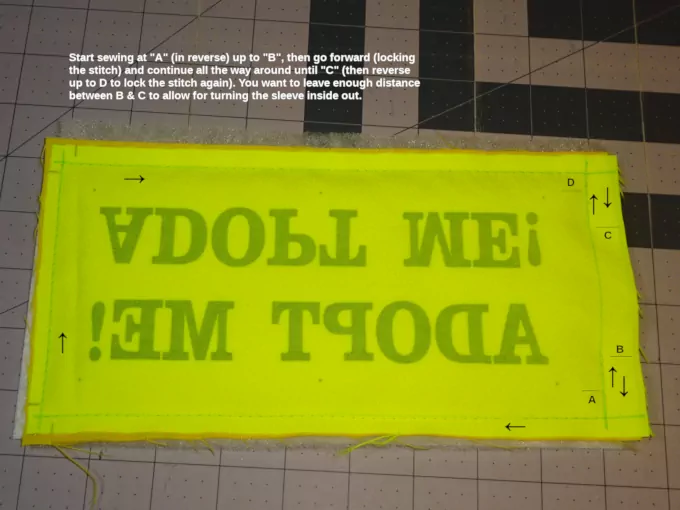 Start sewing at "A" (in reverse) up to "B", then go forward (locking
the stitch) and continue all the way around until "C" (then reverse
up to D to lock the stitch again). You want to leave enough distance
between B & C to allow for turning the sleeve inside out.
D
C
ADOPT ME!
ADOPT ME!
B
A